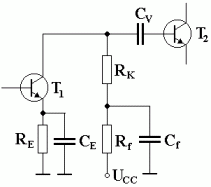 C_V
T_2
R_K
T_1
R_E
C_E
R_f
C_f
U_CC